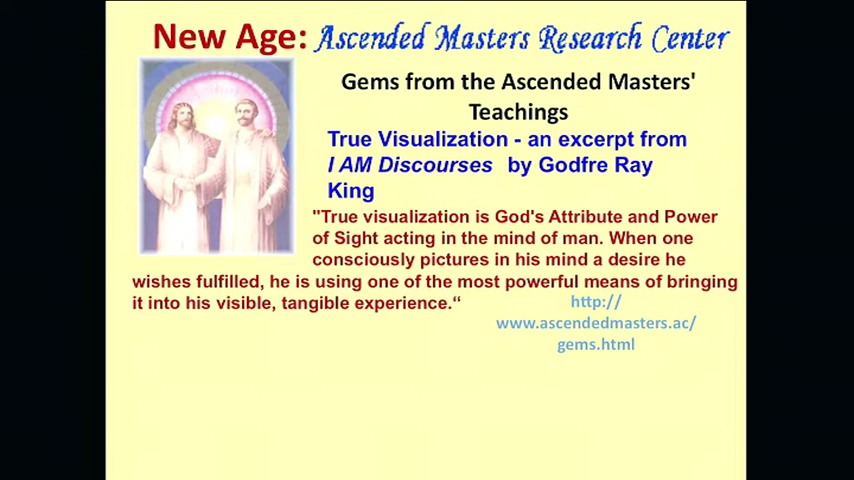 New Age: Ascended Masters Research Center
Gems from the Ascended Masters'
Teachings
True Visualization - an excerpt from
I AM Discourses by Godfre Ray
King
"True visualization is God's Attribute and Power
of Sight acting in the mind of man. When one
consciously pictures in his mind a desire he
wishes fulfilled, he is using one of the most powerful means of bringing
it into his visible, tangible experience.“
http://
www.ascendedmasters.ac/
gems.html